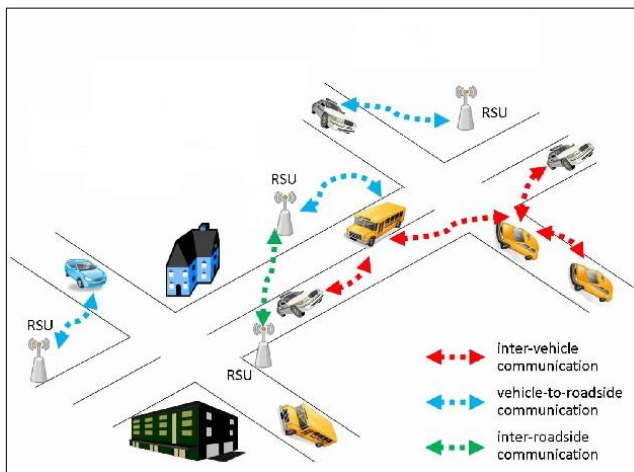 RSU
RSU
RSU
RSU
inter-vehicle
communication
vehicle-to-roadside
communication
inter-roadside
communication